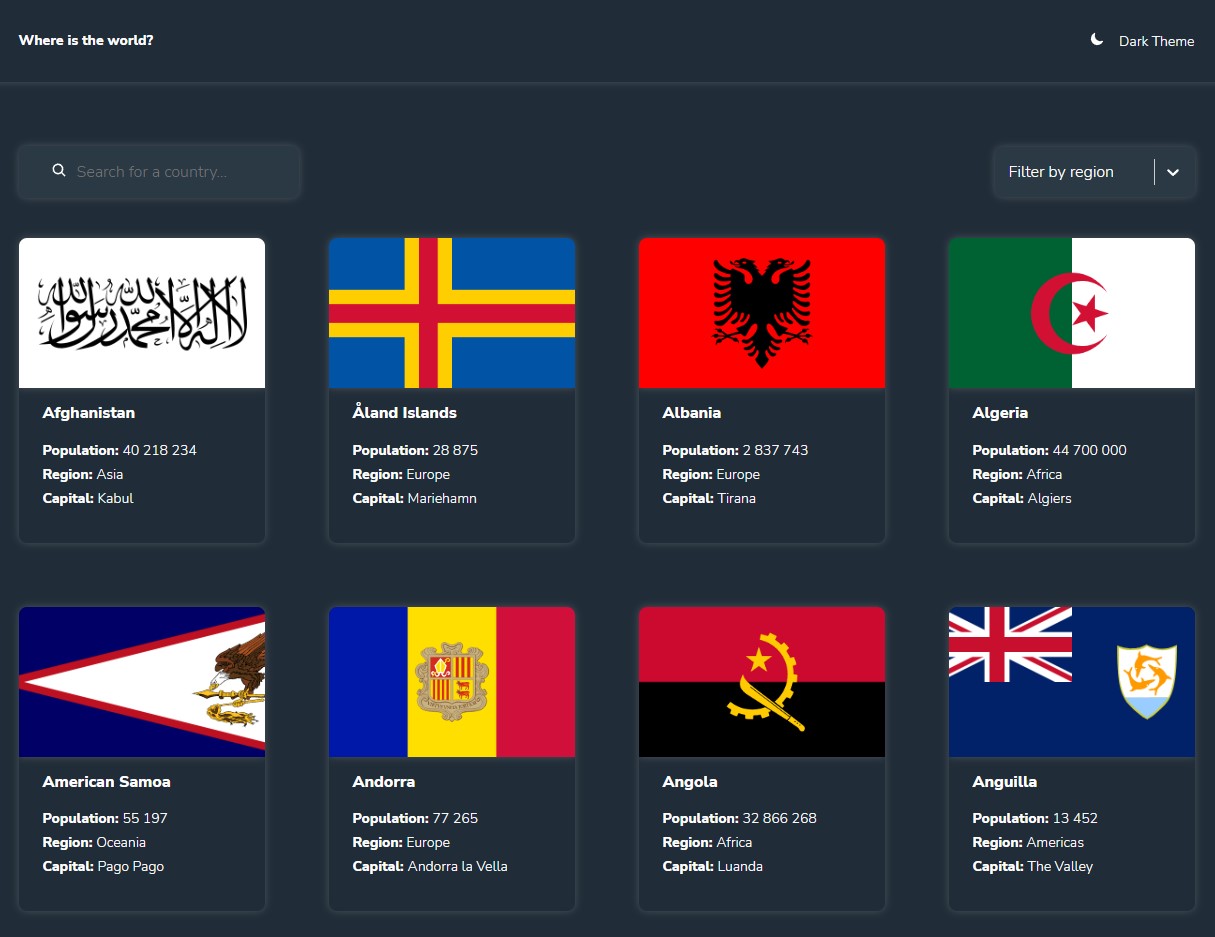 Where is the world?
Dark Theme
Search for a country...
Filter by region
لا إله إلا الله محمد رسول الله
Afghanistan
Population: 40 218 234
Region: Asia
Capital: Kabul
Åland Islands
Population: 28 875
Region: Europe
Capital: Mariehamn
Albania
Population: 2 837 743
Region: Europe
Capital: Tirana
Algeria
Population: 44 700 000
Region: Africa
Capital: Algiers
American Samoa
Population: 55 197
Region: Oceania
Capital: Pago Pago
Andorra
Population: 77 265
Region: Europe
Capital: Andorra la Vella
Angola
Population: 32 866 268
Region: Africa
Capital: Luanda
Anguilla
Population: 13 452
Region: Americas
Capital: The Valley